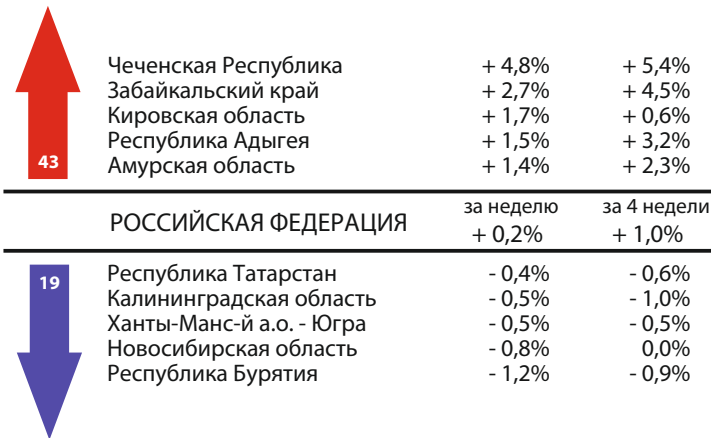 Чеченская Республика + 4,8% + 5,4%
Забайкальский край + 2,7% + 4,5%
Кировская область + 1,7% + 0,6%
Республика Адыгея + 1,5% + 3,2%
43 Амурская область + 1,4% + 2,3%
за неделю за 4 недели
РОССИЙСКАЯ ФЕДЕРАЦИЯ + 0,2% + 1,0%
19 Республика Татарстан - 0,4% - 0,6%
Калининградская область - 0,5% - 1,0%
Ханты-Манс-й а.о. - Югра - 0,5% - 0,5%
Новосибирская область - 0,8% 0,0%
Республика Бурятия - 1,2% - 0,9%